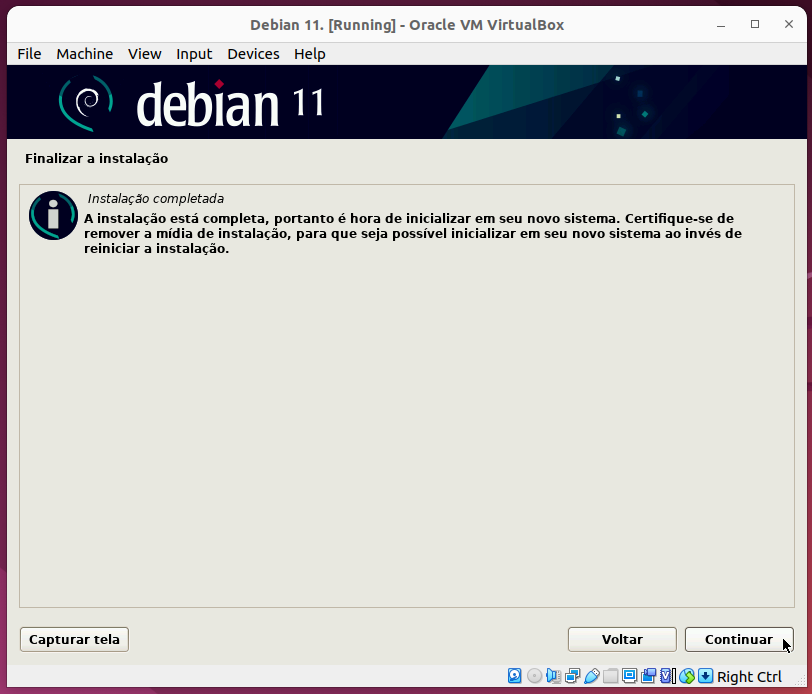 Debian 11. [Running] - Oracle VM VirtualBox
File Machine View Input Devices Help
debian 11
Finalizar a instalação
Instalação completada
A instalação está completa, portanto é hora de inicializar em seu novo sistema. Certifique-se de
remover a mídia de instalação, para que seja possível inicializar em seu novo sistema ao invés de
reiniciar a instalação.
Capturar tela Voltar Continuar
Right Ctrl